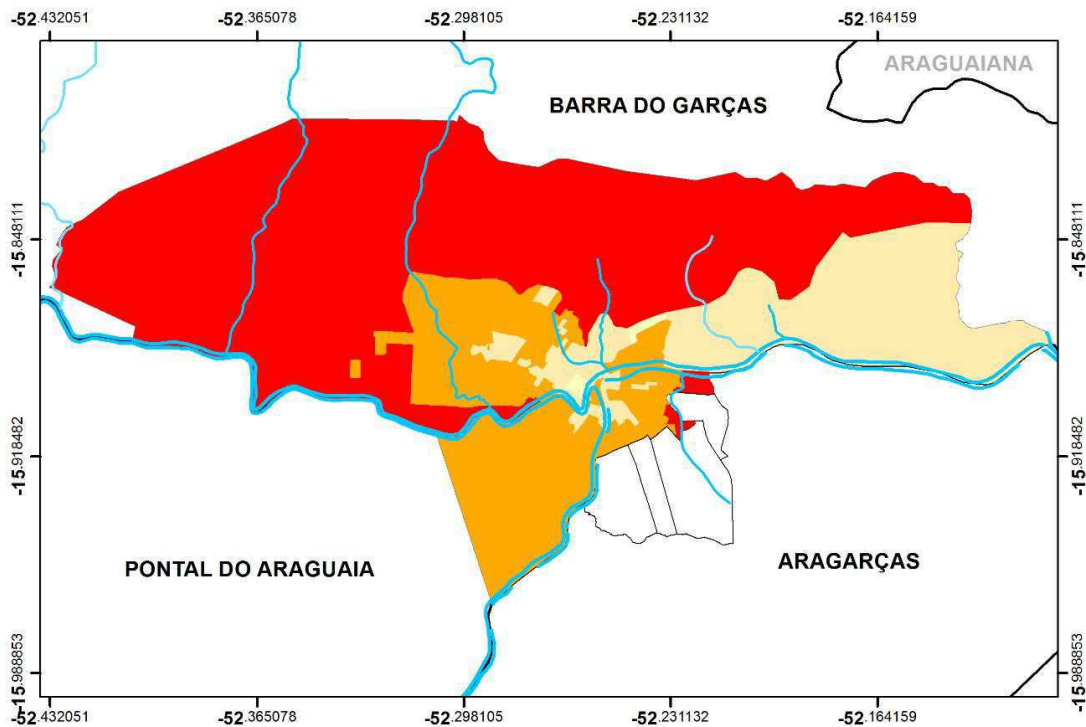 -52.432051 -52.365078 -52.298105 -52.231132 -52.164159
ARAGUAIANA
BARRA DO GARÇAS
-15.848111 -15.848111
-15.918482 -15.918482
PONTAL DO ARAGUAIA
ARAGARÇAS
-15.988853 -15.988853
-52.432051 -52.365078 -52.298105 -52.231132 -52.164159